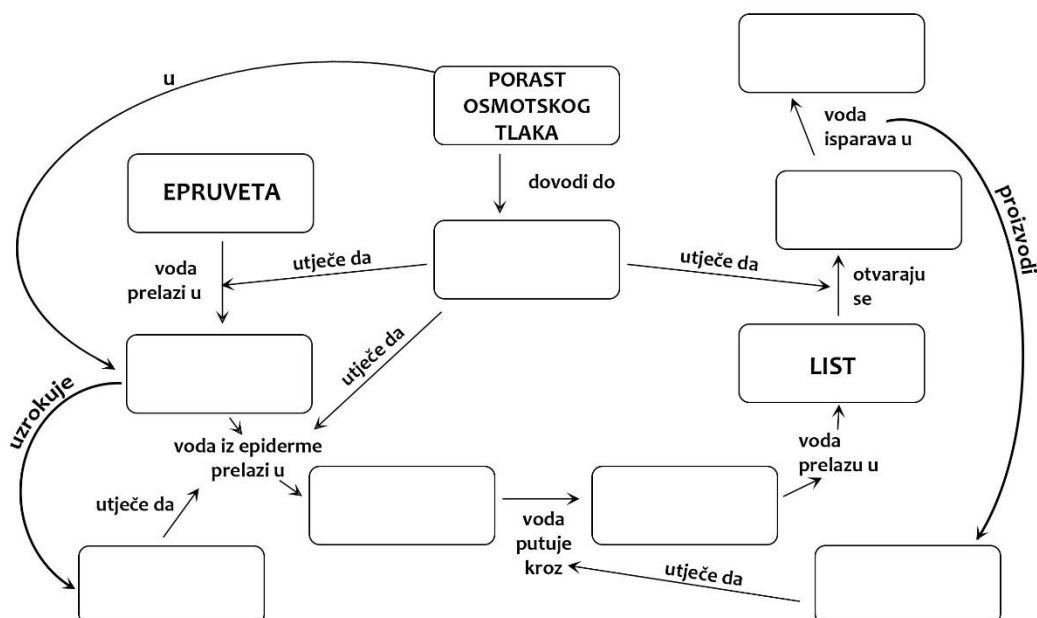 u
PORAST
OSMOTSKOG
TLAKA
voda
isparava u
EPRUVETA
dovodi do
proizvodi
voda
prelazi u
utječe da
utječe da
otvaraju
se
utječe da
LIST
uzrokuje
voda iz epiderme
prelazi u
voda
prelazu u
utječe da
voda
putuje
kroz
utječe da